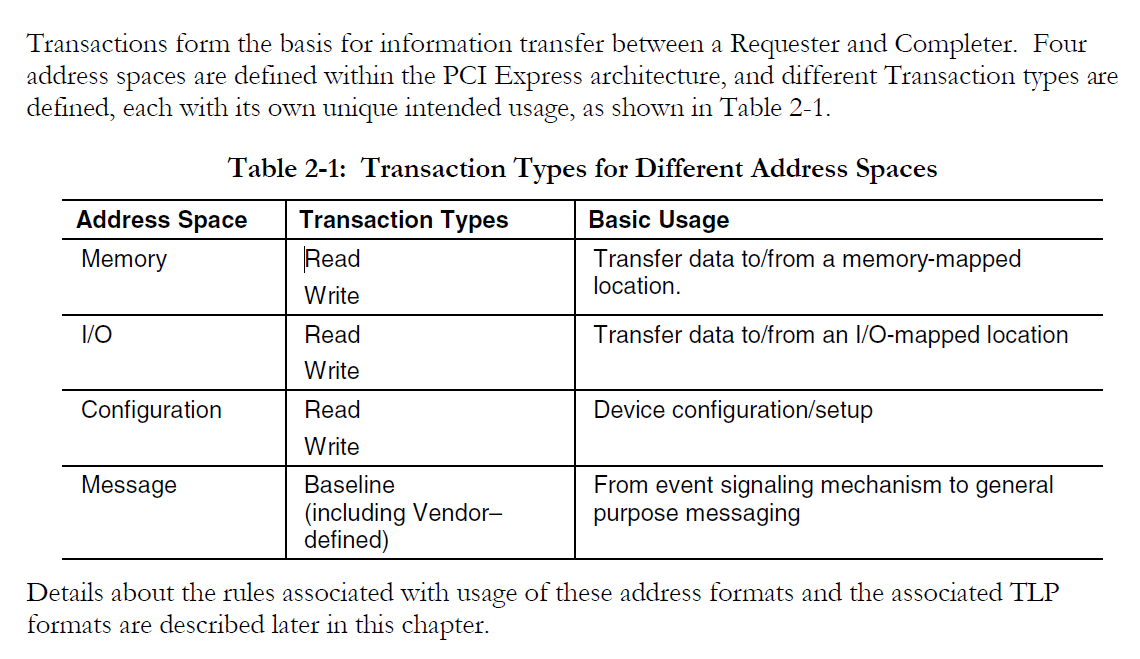 Transactions form the basis for information transfer between a Requester and Completer.  Four
address spaces are defined within the PCI Express architecture, and different Transaction types are
defined, each with its own unique intended usage, as shown in Table 2-1.
Table 2-1:  Transaction Types for Different Address Spaces
Address Space Transaction Types Basic Usage
Memory Read Transfer data to/from a memory-mapped
location.
Write
I/O Read Transfer data to/from an I/O-mapped location
Write
Configuration Read Device configuration/setup
Write
Message Baseline From event signaling mechanism to general
(including Vendor– purpose messaging
defined)
Details about the rules associated with usage of these address formats and the associated TLP
formats are described later in this chapter.